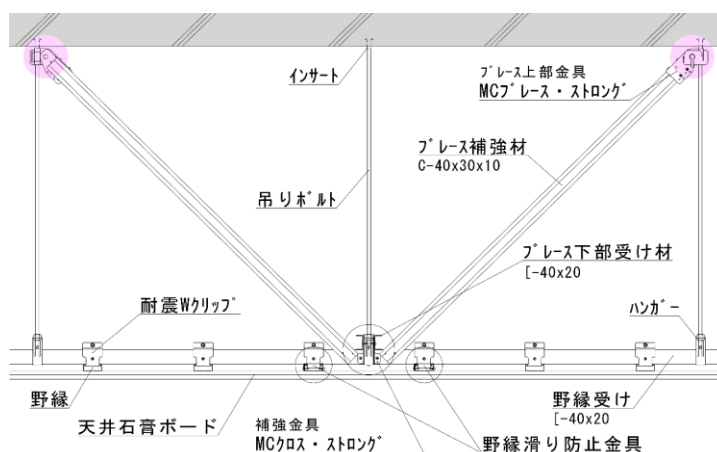 インサート
ブレース上部金具
MCブレース・ストロング
ブレース補強材
C-40x30x10
吊りボルト
ブレース下部受け材
[-40x20
耐震Wクリップ
ハンガー
野縁
野縁受け
[-40x20
天井石膏ボード
補強金具
MCクロス・ストロング
野縁滑り防止金具